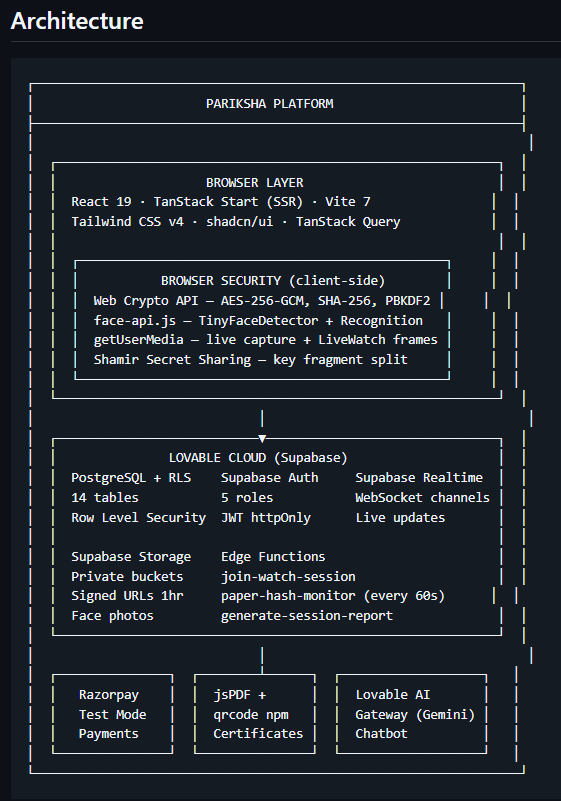 Architecture
PARIKSHA PLATFORM
BROWSER LAYER
React 19 · TanStack Start (SSR) · Vite 7
Tailwind CSS v4 · shadcn/ui · TanStack Query
BROWSER SECURITY (client-side)
Web Crypto API — AES-256-GCM, SHA-256, PBKDF2
face-api.js — TinyFaceDetector + Recognition
getUserMedia — live capture + LiveWatch frames
Shamir Secret Sharing — key fragment split
LOVABLE CLOUD (Supabase)
PostgreSQL + RLS    Supabase Auth    Supabase Realtime
14 tables    5 roles    WebSocket channels
Row Level Security    JWT httpOnly    Live updates
Supabase Storage    Edge Functions
Private buckets    join-watch-session
Signed URLs 1hr    paper-hash-monitor (every 60s)
Face photos    generate-session-report
Razorpay    jsPDF +    Lovable AI
Test Mode    qrcode npm    Gateway (Gemini)
Payments    Certificates    Chatbot